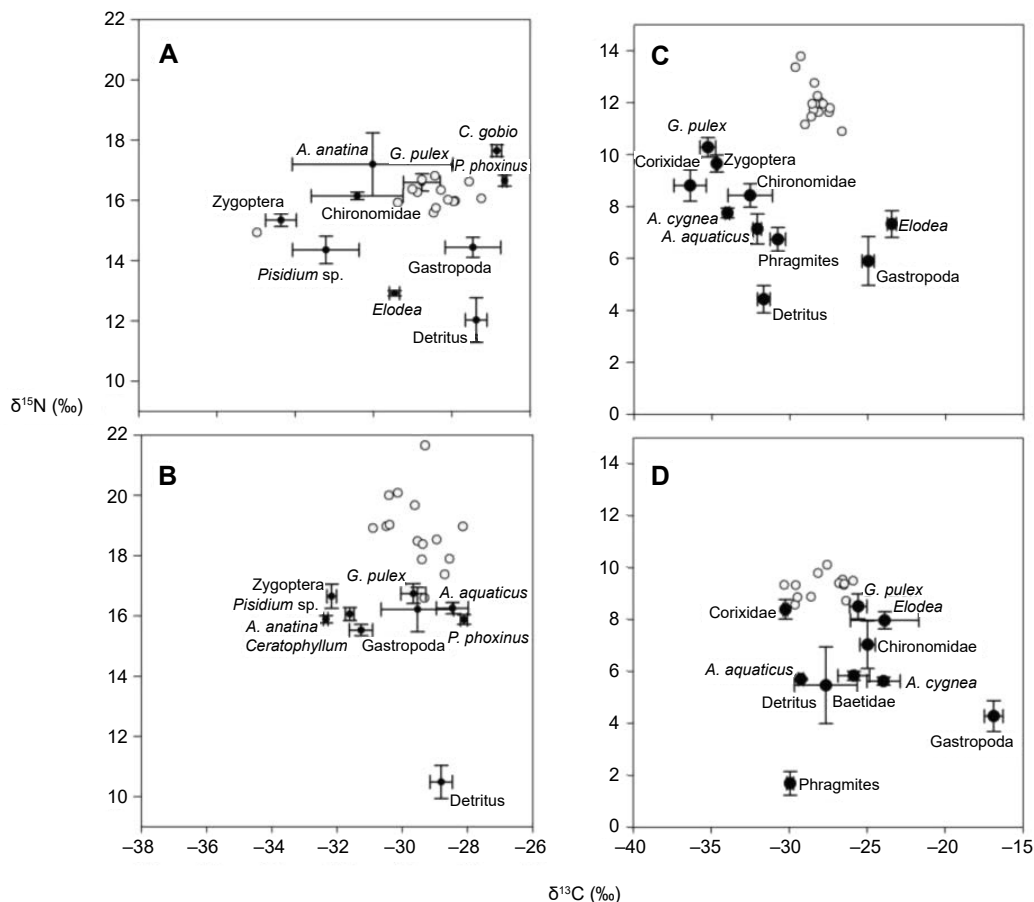 22
20
18
16
14
12
10
A
C. gobio
A. anatina
G. pulex
P. phoxinus
Zygoptera
Chironomidae
Pisidium sp.
Gastropoda
Elodea
Detritus
14
12
10
8
6
4
2
0
C
G. pulex
Corixidae
Zygoptera
Chironomidae
A. cygnea
A. aquaticus
Elodea
Phragmites
Gastropoda
Detritus
δ15N (‰)
22
20
18
16
14
12
10
B
G. pulex
Zygoptera
A. aquaticus
Pisidium sp.
A. anatina
P. phoxinus
Ceratophyllum
Gastropoda
Detritus
–38
–36
–34
–32
–30
–28
–26
14
12
10
8
6
4
2
0
D
G. pulex
Corixidae
Elodea
Chironomidae
A. aquaticus
A. cygnea
Detritus
Baetidae
Gastropoda
Phragmites
–40
–35
–30
–25
–20
–15
δ13C (‰)